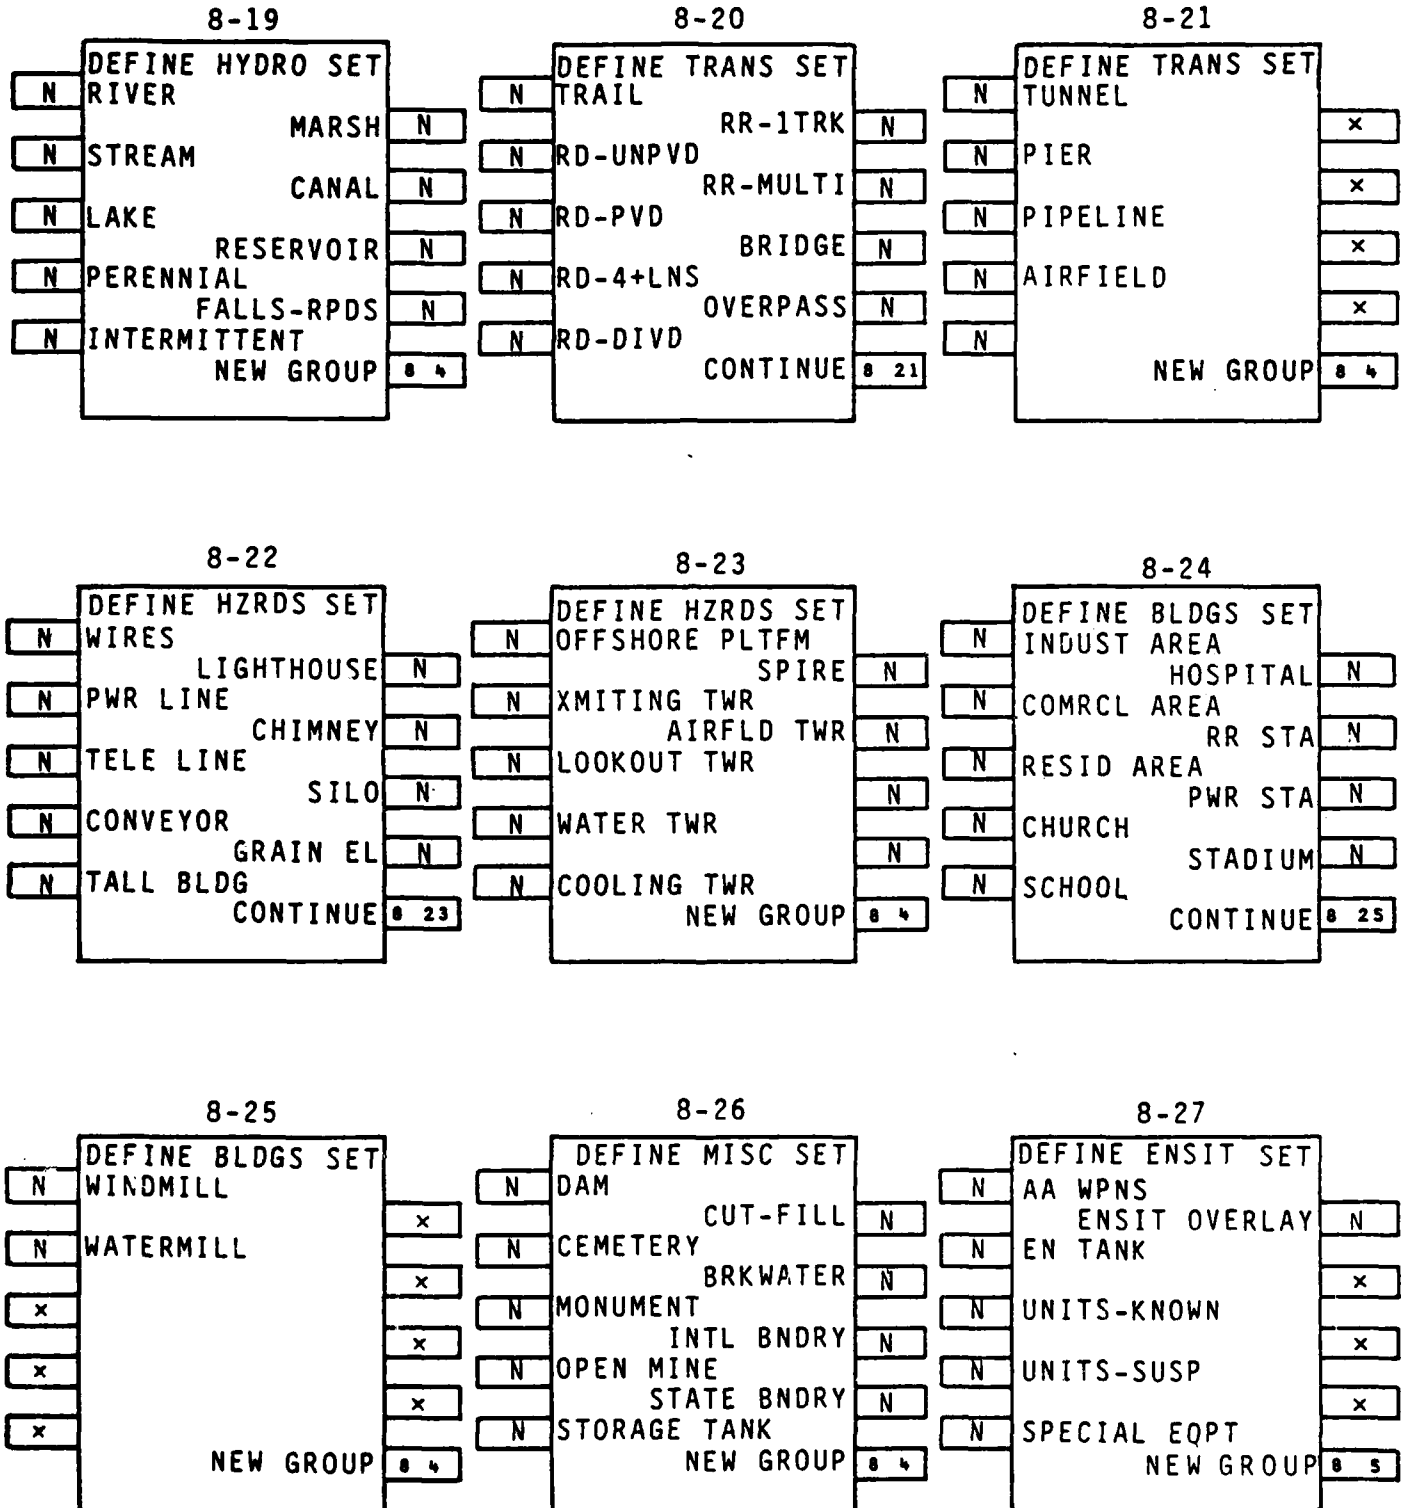 8-19
DEFINE HYDRO SET
N RIVER
MARSH N
N STREAM
CANAL N
N LAKE
RESERVOIR N
N PERENNIAL
FALLS-RPDS N
N INTERMITTENT
NEW GROUP 8 4
8-20
DEFINE TRANS SET
N TRAIL
RR-1TRK N
N RD-UNPVD
RR-MULTI N
N RD-PVD
BRIDGE N
N RD-4+LNS
OVERPASS N
N RD-DIVD
CONTINUE 8 21
8-21
DEFINE TRANS SET
N TUNNEL
×
N PIER
×
N PIPELINE
×
N AIRFIELD
×
N
NEW GROUP 8 4
8-22
DEFINE HZRDS SET
N WIRES
LIGHTHOUSE N
N PWR LINE
CHIMNEY N
N TELE LINE
SILO N
N CONVEYOR
GRAIN EL N
N TALL BLDG
CONTINUE 8 23
8-23
DEFINE HZRDS SET
N OFFSHORE PLTFM
SPIRE N
N XMITING TWR
AIRFLD TWR N
N LOOKOUT TWR
N
N WATER TWR
N
N COOLING TWR
NEW GROUP 8 4
8-24
DEFINE BLDGS SET
N INDUST AREA
HOSPITAL N
N COMRCL AREA
RR STA N
N RESID AREA
PWR STA N
N CHURCH
STADIUM N
N SCHOOL
CONTINUE 8 25
8-25
DEFINE BLDGS SET
N WINDMILL
×
N WATERMILL
×
×
×
×
×
×
NEW GROUP 8 4
8-26
DEFINE MISC SET
N DAM
CUT-FILL N
N CEMETERY
BRKWATER N
N MONUMENT
INTL BNDRY N
N OPEN MINE
STATE BNDRY N
N STORAGE TANK
NEW GROUP 8 4
8-27
DEFINE ENSIT SET
N AA WPNS
ENSIT OVERLAY N
N EN TANK
×
N UNITS-KNOWN
×
N UNITS-SUSP
×
N SPECIAL EQPT
NEW GROUP 8 5